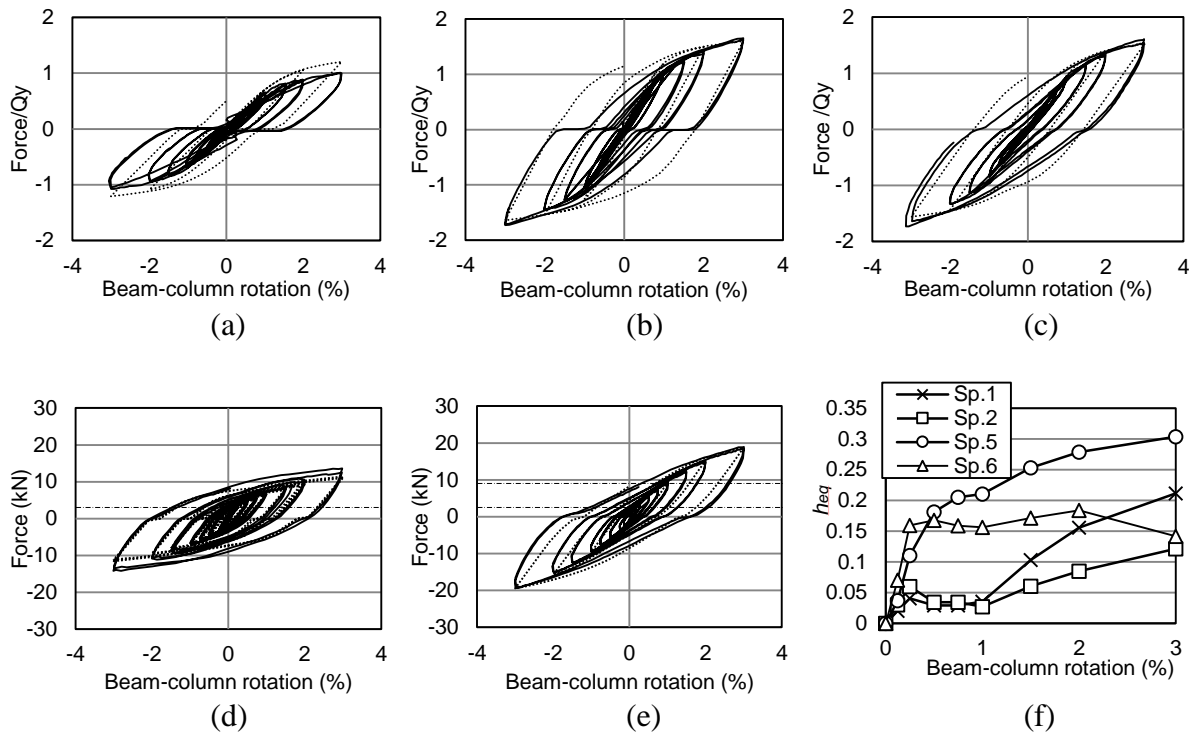 2
1
0
-1
-2
Force/Qy
-4 -2 0 2 4
Beam-column rotation (%)
(a)
2
1
0
-1
-2
Force/Qy
-4 -2 0 2 4
Beam-column rotation (%)
(b)
2
1
0
-1
-2
Force /Qy
-4 -2 0 2 4
Beam-column rotation (%)
(c)
30
20
10
0
-10
-20
-30
Force (kN)
-4 -2 0 2 4
Beam-column rotation (%)
(d)
30
20
10
0
-10
-20
-30
Force (kN)
-4 -2 0 2 4
Beam-column rotation (%)
(e)
0.35
0.3
0.25
0.2
0.15
0.1
0.05
0
heq
Sp.1
Sp.2
Sp.5
Sp.6
0 1 2 3
Beam-column rotation (%)
(f)